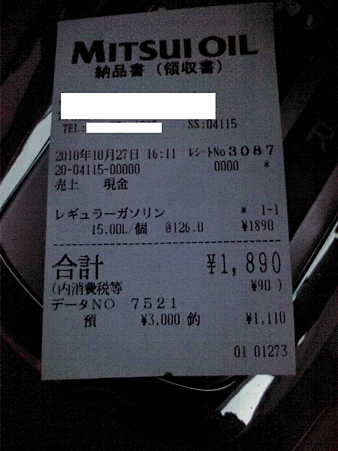 MITSUI OIL
納品書 (領収書)
TEL: SS:04115
2010年10月27日 16:11 レシートNo 3087
20-04115-00000 0000 *
売上 現金
レギュラーガソリン * 1-1
15.00L/個 @126.0 ¥1890
合計 ¥1,890
(内消費税等 ¥90 )
データNO 7521
預 ¥3,000 釣 ¥1,110
01 01273